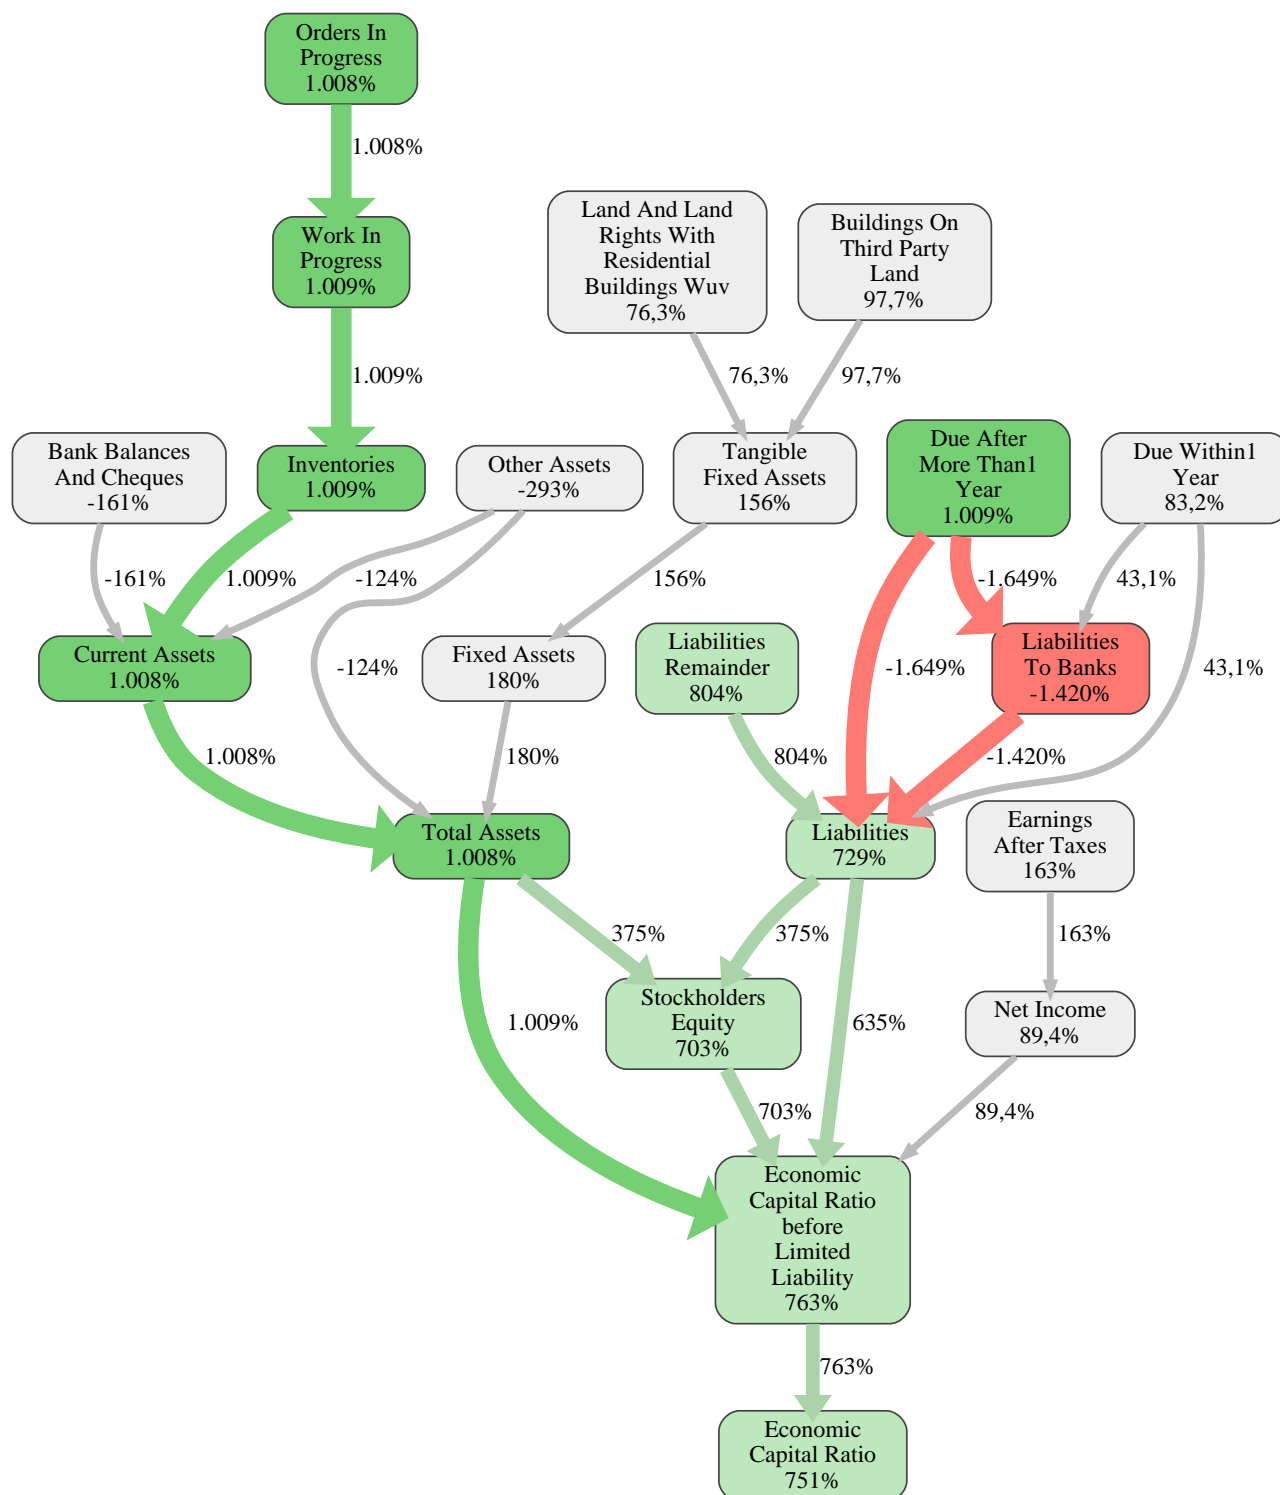 Orders In
Progress
1.008%
1.008%
Work In
Progress
1.009%
Land And Land
Rights With
Residential
Buildings Wuv
76,3%
Buildings On
Third Party
Land
97,7%
1.009%
76,3%
97,7%
Bank Balances
And Cheques
-161%
Inventories
1.009%
Other Assets
-293%
Tangible
Fixed Assets
156%
Due After
More Than1
Year
1.009%
Due Within1
Year
83,2%
-161%
1.009%
-124%
156%
-1.649%
43,1%
Current Assets
1.008%
-124%
Fixed Assets
180%
Liabilities
Remainder
804%
-1.649%
Liabilities
To Banks
-1.420%
43,1%
1.008%
180%
804%
-1.420%
Total Assets
1.008%
Liabilities
729%
Earnings
After Taxes
163%
375%
375%
163%
1.009%
Stockholders
Equity
703%
635%
Net Income
89,4%
703%
89,4%
Economic
Capital Ratio
before
Limited
Liability
763%
763%
Economic
Capital Ratio
751%